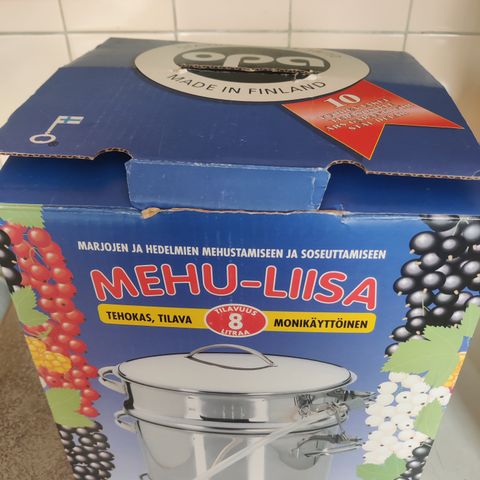 opa
MADE IN FINLAND
10
MARJOJEN JA HEDELMIEN MEHUSTAMISEEN JA SOSEUTTAMISEEN
MEHU-LIISA
TEHOKAS, TILAVA
TILAVUUS
8
LITRAA
MONIKÄYTTÖINEN